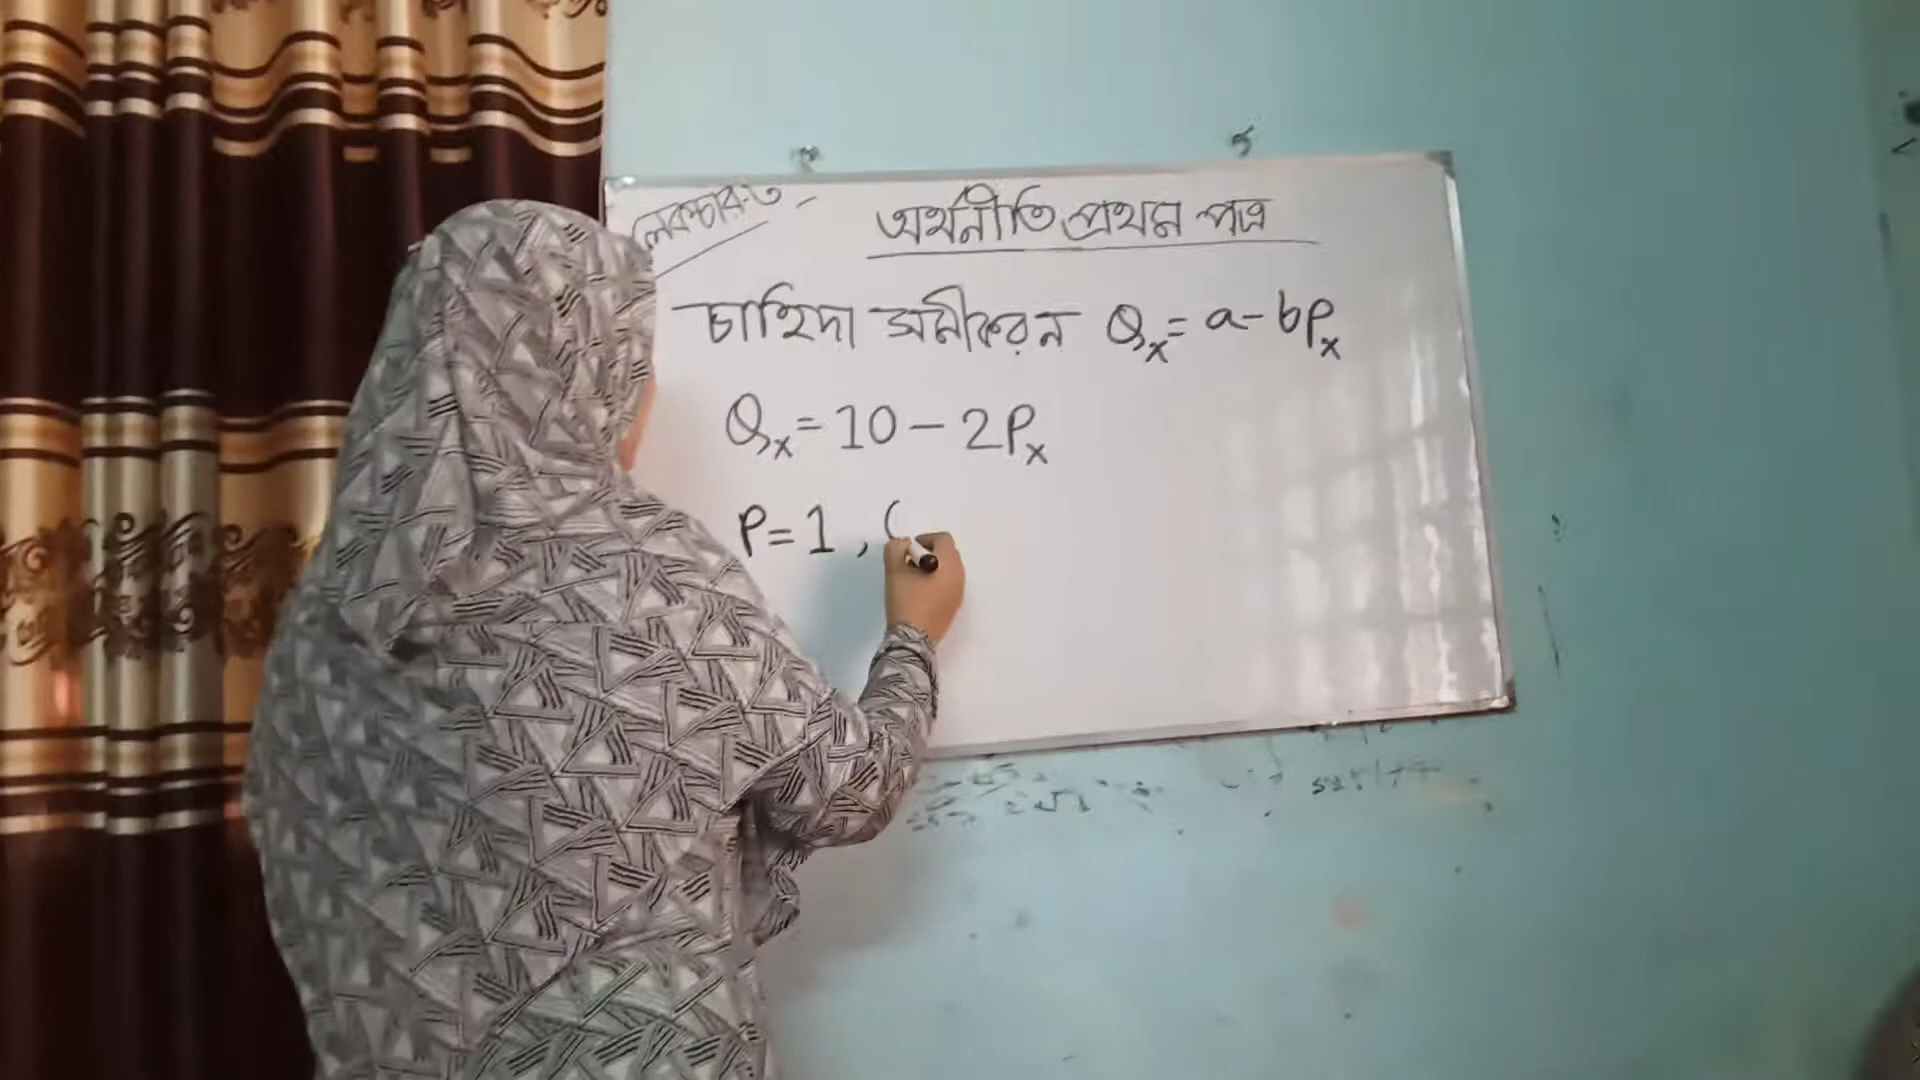 লেকচার-৩
অর্থনীতি প্রথম পত্র
চাহিদা সমীকরন Qx = a - bPx
Qx = 10 - 2Px
P = 1 , (